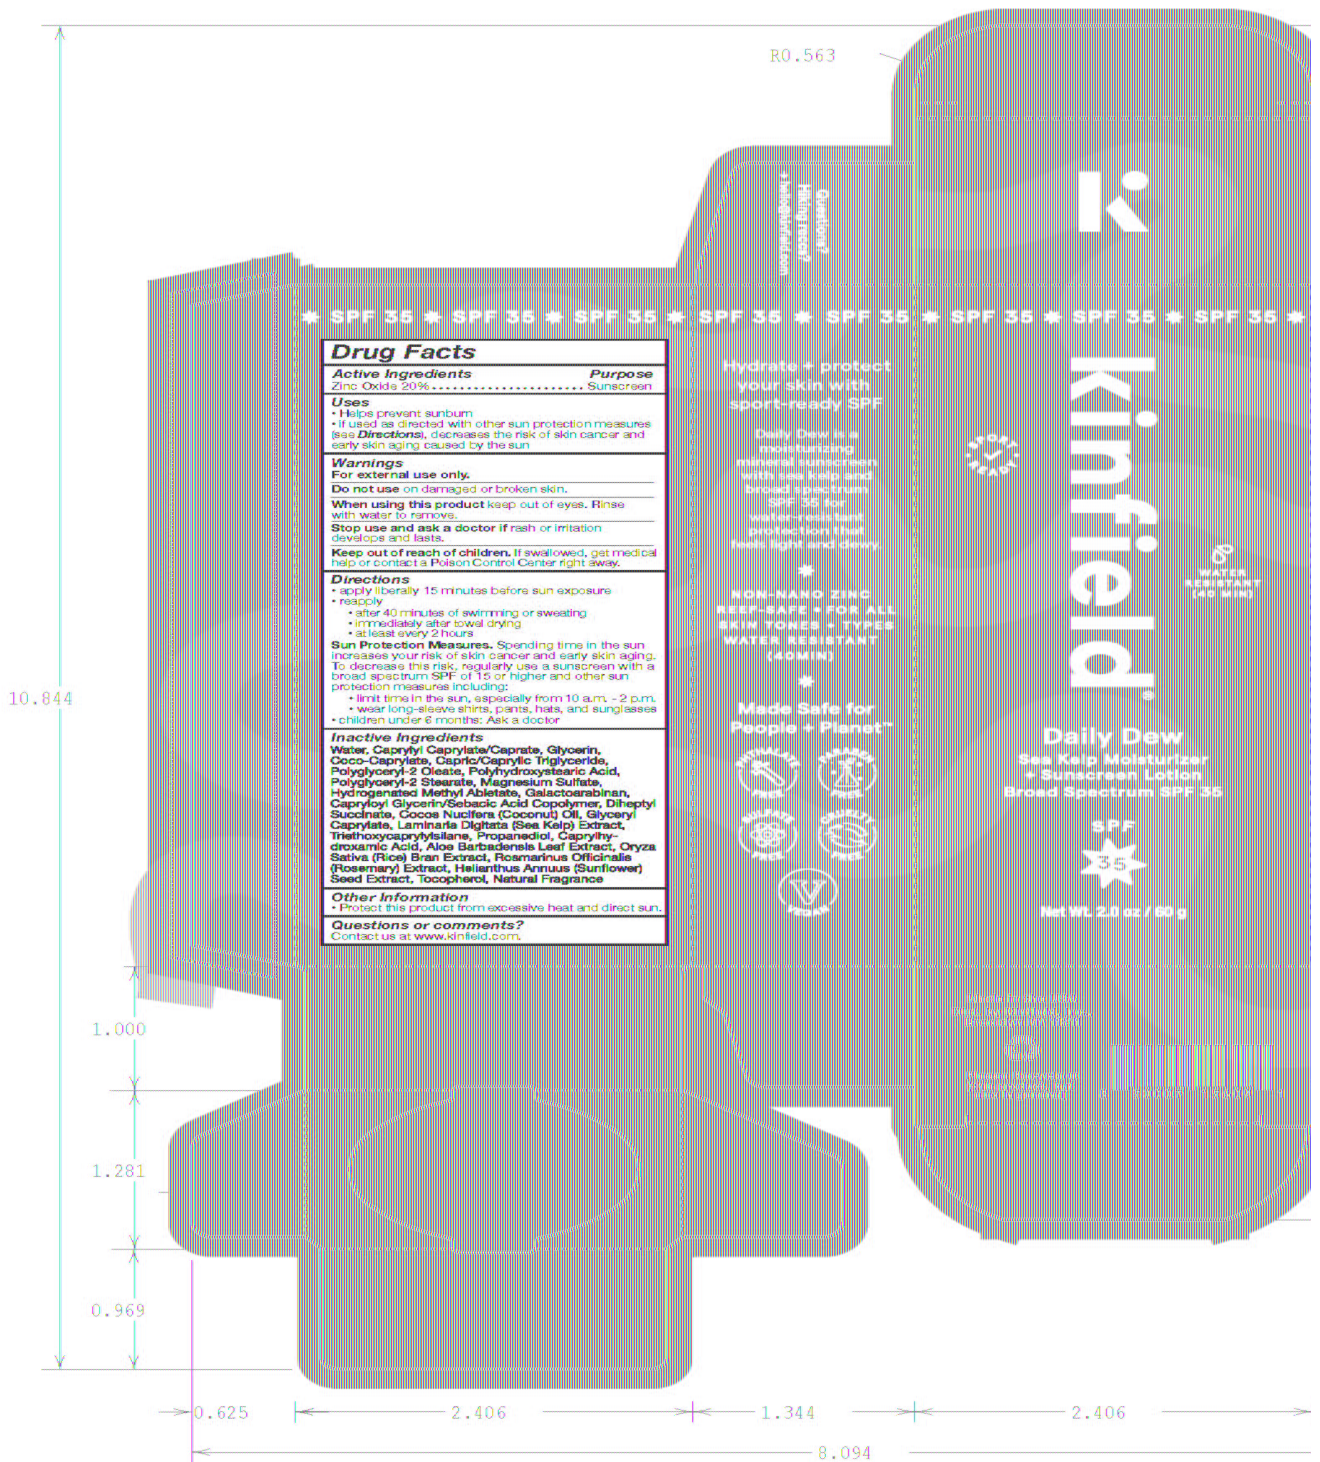 R0.563
Questions?
Hiking recs?
SPF 35 SPF 35 SPF 35 SPF 35 SPF 35 SPF 35 SPF 35 SPF 35
Drug Facts
Active Ingredients Purpose
Zinc Oxide 20%...................... Sunscreen
Uses
• Helps prevent sunburn
• if used as directed with other sun protection measures
(see Directions), decreases the risk of skin cancer and
early skin aging caused by the sun
Warnings
For external use only.
Do not use on damaged or broken skin.
When using this product keep out of eyes. Rinse
with water to remove.
Stop use and ask a doctor if rash or irritation
develops and lasts.
Keep out of reach of children. If swallowed, get medical
help or contact a Poison Control Center right away.
Directions
• apply liberally 15 minutes before sun exposure
• reapply
• after 40 minutes of swimming or sweating
• immediately after towel drying
• at least every 2 hours
Sun Protection Measures. Spending time in the sun
increases your risk of skin cancer and early skin aging.
To decrease this risk, regularly use a sunscreen with a
broad spectrum SPF of 15 or higher and other sun
protection measures including:
• limit time in the sun, especially from 10 a.m. - 2 p.m.
• wear long-sleeve shirts, pants, hats, and sunglasses
• children under 6 months: Ask a doctor
Inactive Ingredients
Water, Caprylyl Caprylate/Caprate, Glycerin,
Coco-Caprylate, Capric/Caprylic Triglyceride,
Polyglyceryl-2 Oleate, Polyhydroxystearic Acid,
Polyglyceryl-2 Stearate, Magnesium Sulfate,
Hydrogenated Methyl Abietate, Galactoarabinan,
Capryloyl Glycerin/Sebacic Acid Copolymer, Diheptyl
Succinate, Cocos Nucifera (Coconut) Oil, Glyceryl
Caprylate, Laminaria Digitata (Sea Kelp) Extract,
Triethoxycaprylylsilane, Propanediol, Caprylhy-
droxamic Acid, Aloe Barbadensis Leaf Extract, Oryza
Sativa (Rice) Bran Extract, Rosmarinus Officinalis
(Rosemary) Extract, Helianthus Annuus (Sunflower)
Seed Extract, Tocopherol, Natural Fragrance
Other Information
• Protect this product from excessive heat and direct sun.
Questions or comments?
Contact us at www.kinfield.com.
Hydrate + protect
your skin with
sport-ready SPF
Daily Dew is a
moisturizing
mineral sunscreen
broad spectrum
SPF 35 for
NON-NANO ZINC
REEF-SAFE • FOR ALL
SKIN TONES + TYPES
WATER RESISTANT
(40MIN)
Made Safe for
People + Planet™
VEGAN
SPORT
READY
kinfield®
WATER
RESISTANT
(40 MIN)
Daily Dew
Sea Kelp Moisturizer
+ Sunscreen Lotion
Broad Spectrum SPF 35
SPF
35
Net Wt. 2.0 oz / 60 g
10.844
1.000
1.281
0.969
0.625
2.406
1.344
2.406
8.094